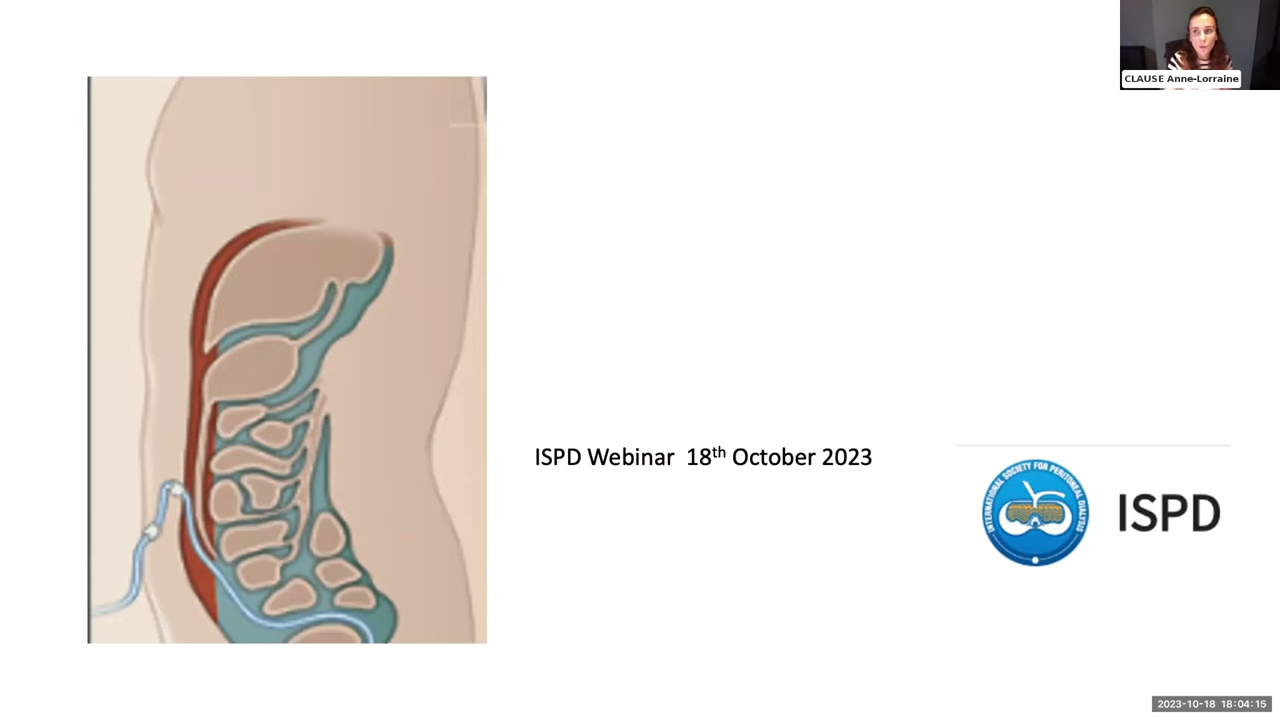 CLAUSE Anne-Lorraine
ISPD Webinar 18th October 2023
INTERNATIONAL SOCIETY FOR PERITONEAL DIALYSIS
ISPD
2023-10-18 18:04:15